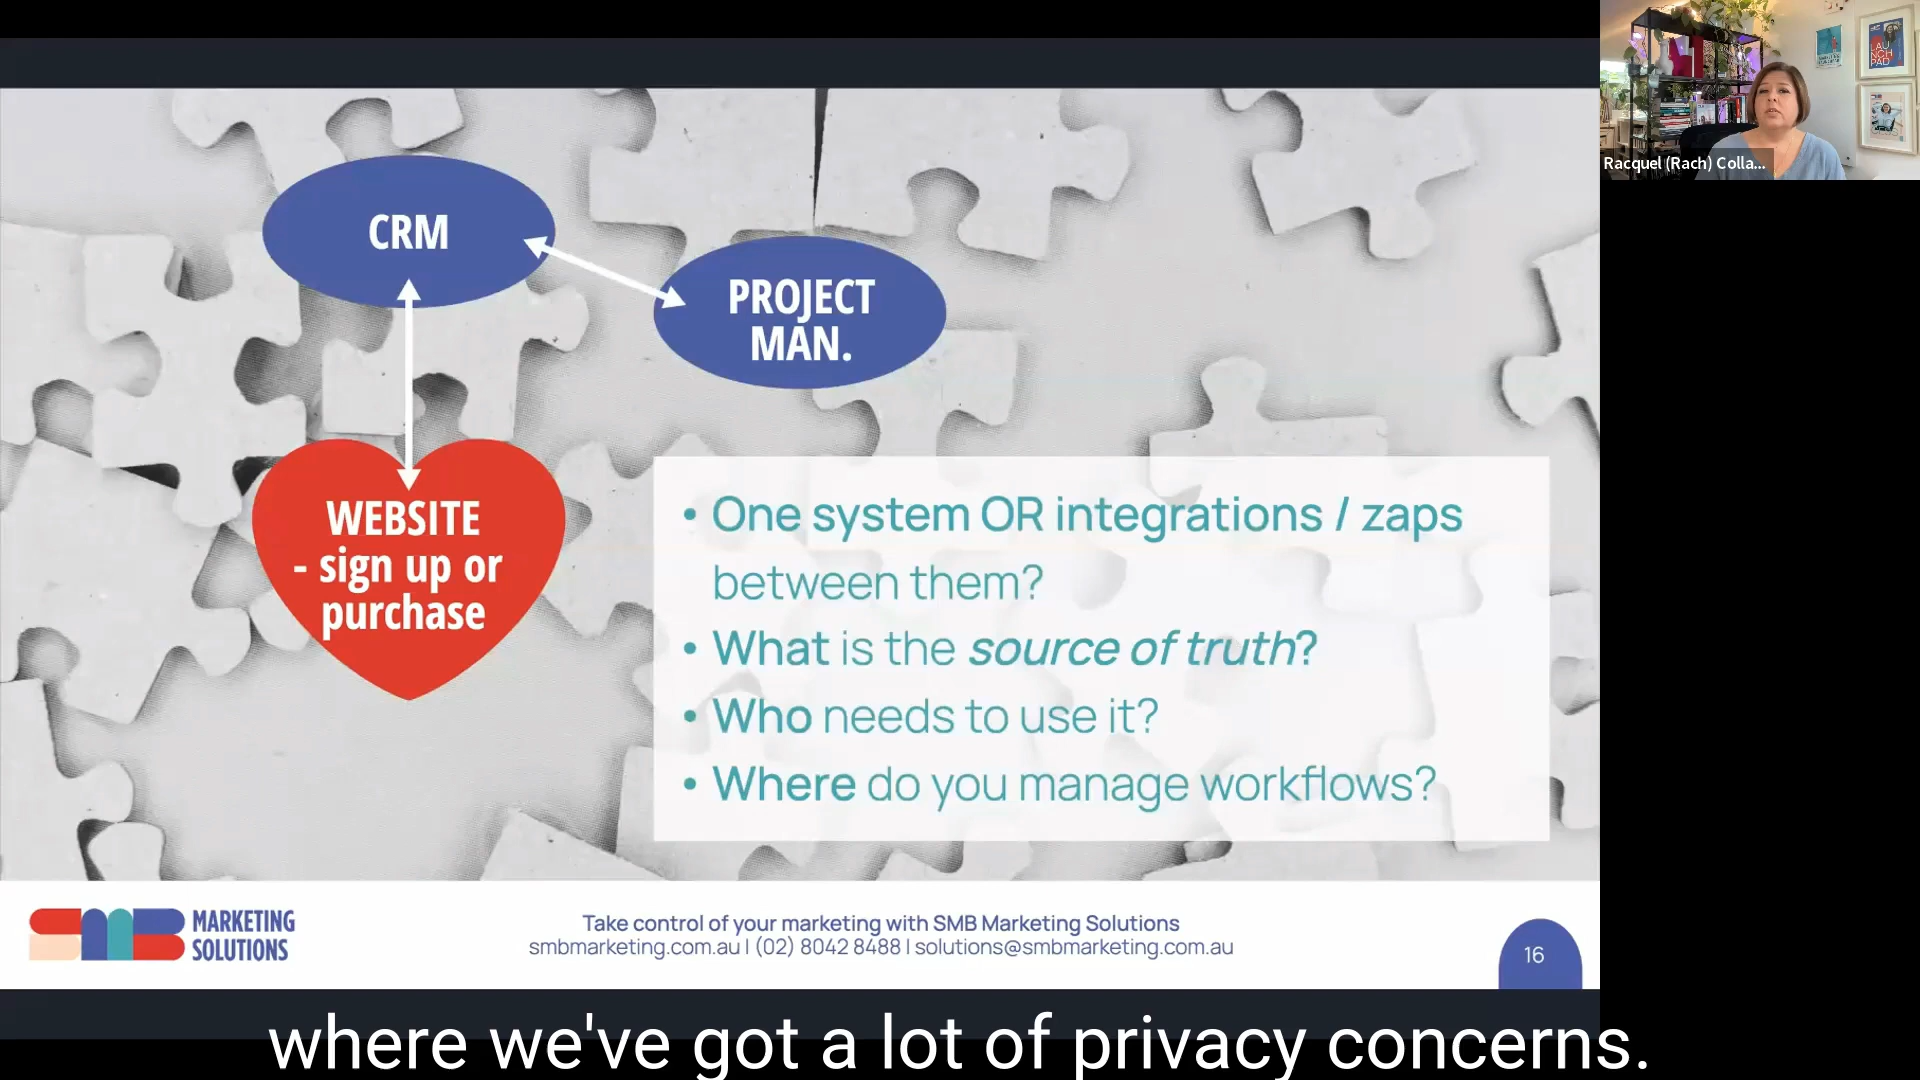 CRM
PROJECT
MAN.
WEBSITE
- sign up or
purchase
• One system OR integrations / zaps
between them?
• What is the source of truth?
• Who needs to use it?
• Where do you manage workflows?
MARKETING
SOLUTIONS
Take control of your marketing with SMB Marketing Solutions
smbmarketing.com.au | (02) 8042 8488 | solutions@smbmarketing.com.au
16
LAU
NCH
PAD
Racquel (Rach) Colla...
where we've got a lot of privacy concerns.